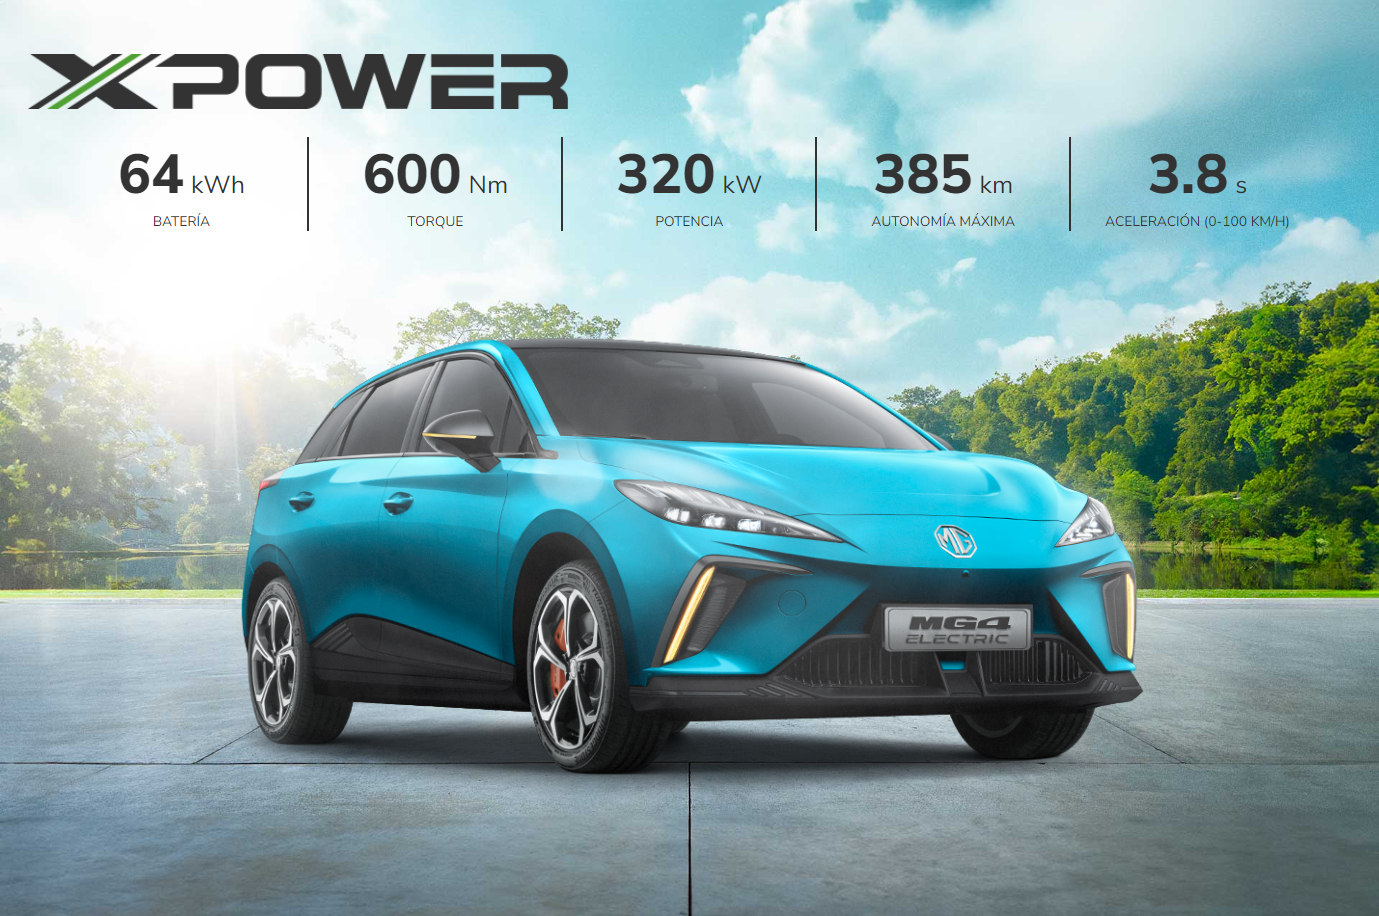 XPOWER
64 kWh
BATERÍA
600 Nm
TORQUE
320 kW
POTENCIA
385 km
AUTONOMÍA MÁXIMA
3.8 s
ACELERACIÓN (0-100 KM/H)
MG
MG4
ELECTRIC